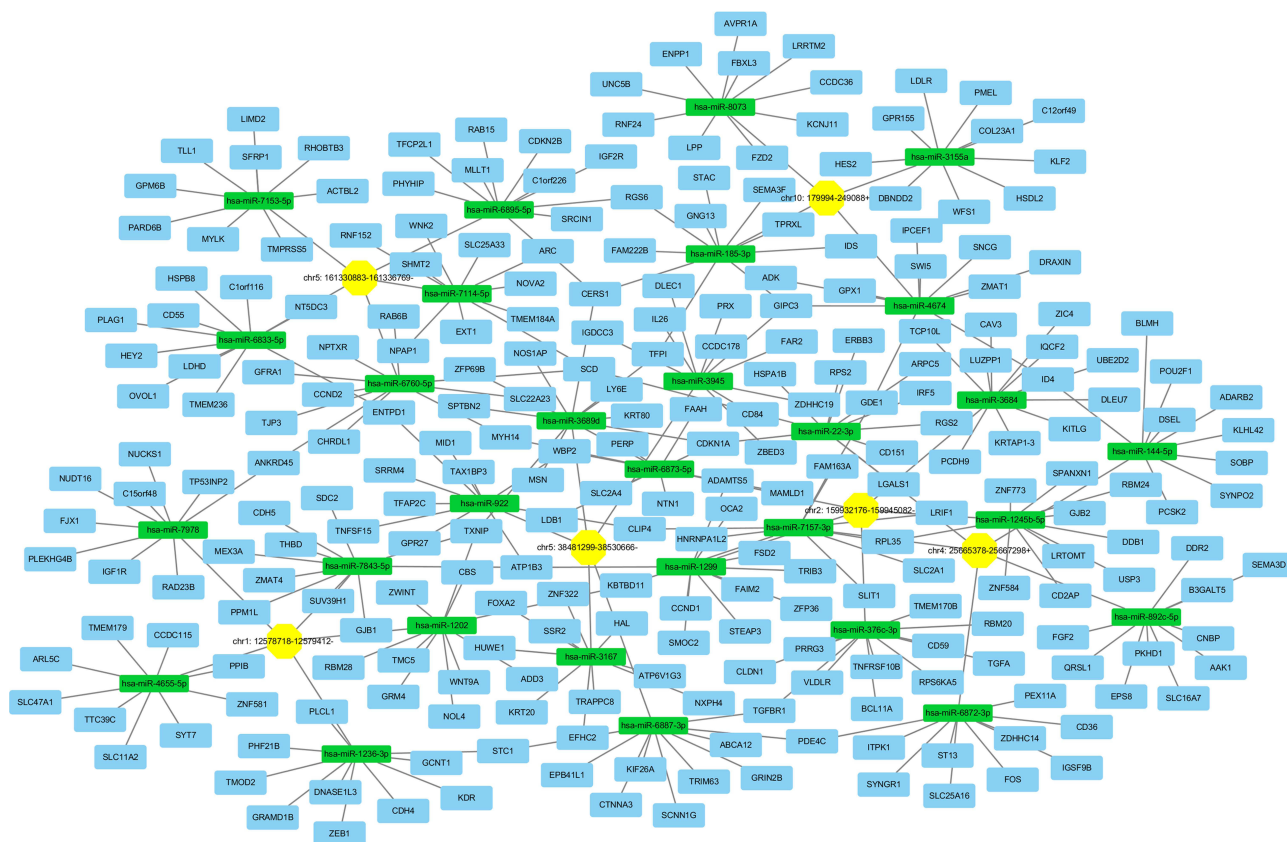 AVPR1A
ENPP1
FBXL3
LRRTM2
UNC5B
CCDC36
hsa-miR-8073
RNF24
KCNJ11
LPP
FZD2
LDLR
PMEL
GPR155
C12orf49
COL23A1
HES2
hsa-miR-3155a
KLF2
DBNDD2
HSDL2
WFS1
chr10: 179994-249088+
LIMD2
TLL1
SFRP1
RHOBTB3
GPM6B
ACTBL2
hsa-miR-7153-5p
PARD6B
MYLK
TMPRSS5
RAB15
TFCP2L1
CDKN2B
MLLT1
IGF2R
PHYHIP
C1orf226
hsa-miR-6895-5p
SRCIN1
RGS6
STAC
SEMA3F
GNG13
TPRXL
FAM222B
hsa-miR-185-3p
IDS
IPCEF1
SNCG
SWI5
DRAXIN
ADK
GPX1
ZMAT1
GIPC3
hsa-miR-4674
RNF152
WNK2
SLC25A33
ARC
SHMT2
chr5: 161330883-161336769-
hsa-miR-7114-5p
NOVA2
CERS1
DLEC1
NT5DC3
RAB6B
EXT1
TMEM184A
IL26
PRX
IGDCC3
CCDC178
NOS1AP
TFPI
FAR2
NPAP1
HSPB8
C1orf116
CD55
PLAG1
hsa-miR-6833-5p
HEY2
LDHD
GFRA1
OVOL1
TMEM236
NPTXR
ZFP69B
SCD
hsa-miR-6760-5p
SLC22A23
LY6E
hsa-miR-3945
HSPA1B
ERBB3
RPS2
ZDHHC19
TCP10L
CAV3
ZIC4
IQCF2
LUZPP1
UBE2D2
ARPC5
ID4
BLMH
POU2F1
ADARB2
DSEL
KLHL42
SOBP
SYNPO2
PCSK2
hsa-miR-144-5p
DLEU7
KITLG
hsa-miR-3684
KRTAP1-3
IRF5
GDE1
RGS2
PCDH9
CCND2
TJP3
ENTPD1
CHRDL1
ANKRD45
SPTBN2
MYH14
hsa-miR-3689d
KRT80
FAAH
CD84
PERP
CDKN1A
ZBED3
hsa-miR-22-3p
CD151
FAM163A
LGALS1
WBP2
hsa-miR-6873-5p
MID1
SRRM4
TAX1BP3
MSN
NTN1
SLC2A4
ADAMTS5
MAMLD1
OCA2
chr2: 159932176-159945082-
LRIF1
ZNF773
SPANXN1
RBM24
GJB2
DDB1
hsa-miR-1245b-5p
LRTOMT
USP3
CD2AP
ZNF584
chr4: 25665378-25667298+
NUCKS1
NUDT16
C15orf48
TP53INP2
FJX1
hsa-miR-7978
PLEKHG4B
IGF1R
RAD23B
SDC2
CDH5
TNFSF15
THBD
MEX3A
ZMAT4
hsa-miR-7843-5p
PPM1L
SUV39H1
GJB1
TFAP2C
hsa-miR-922
TXNIP
GPR27
LDB1
CLIP4
chr5: 38481299-38530666-
ATP1B3
CBS
HNRNPA1L2
hsa-miR-7157-3p
RPL35
SLC2A1
FSD2
TRIB3
hsa-miR-1299
KBTBD11
FAIM2
ZFP36
CCND1
SMOC2
STEAP3
SLIT1
TMEM170B
hsa-miR-376c-3p
RBM20
CD59
TGFA
PRRG3
CLDN1
TNFRSF10B
VLDLR
BCL11A
RPS6KA5
DDR2
SEMA3D
B3GALT5
hsa-miR-892c-5p
FGF2
CNBP
QRSL1
PKHD1
AAK1
EPS8
SLC16A7
ZWINT
FOXA2
ZNF322
hsa-miR-1202
SSR2
HAL
HUWE1
hsa-miR-3167
RBM28
TMC5
WNT9A
ADD3
ATP6V1G3
GRM4
NOL4
KRT20
TRAPPC8
NXPH4
chr1: 12578718-12579412-
TMEM179
CCDC115
ARL5C
PPIB
hsa-miR-4655-5p
SLC47A1
ZNF581
TTC39C
SYT7
SLC11A2
PLCL1
PHF21B
hsa-miR-1236-3p
GCNT1
TMOD2
DNASE1L3
KDR
GRAMD1B
CDH4
ZEB1
STC1
EFHC2
hsa-miR-6887-3p
TGFBR1
ABCA12
EPB41L1
KIF26A
TRIM63
GRIN2B
CTNNA3
SCNN1G
PDE4C
hsa-miR-6872-3p
PEX11A
CD36
ITPK1
ZDHHC14
ST13
IGSF9B
SYNGR1
FOS
SLC25A16